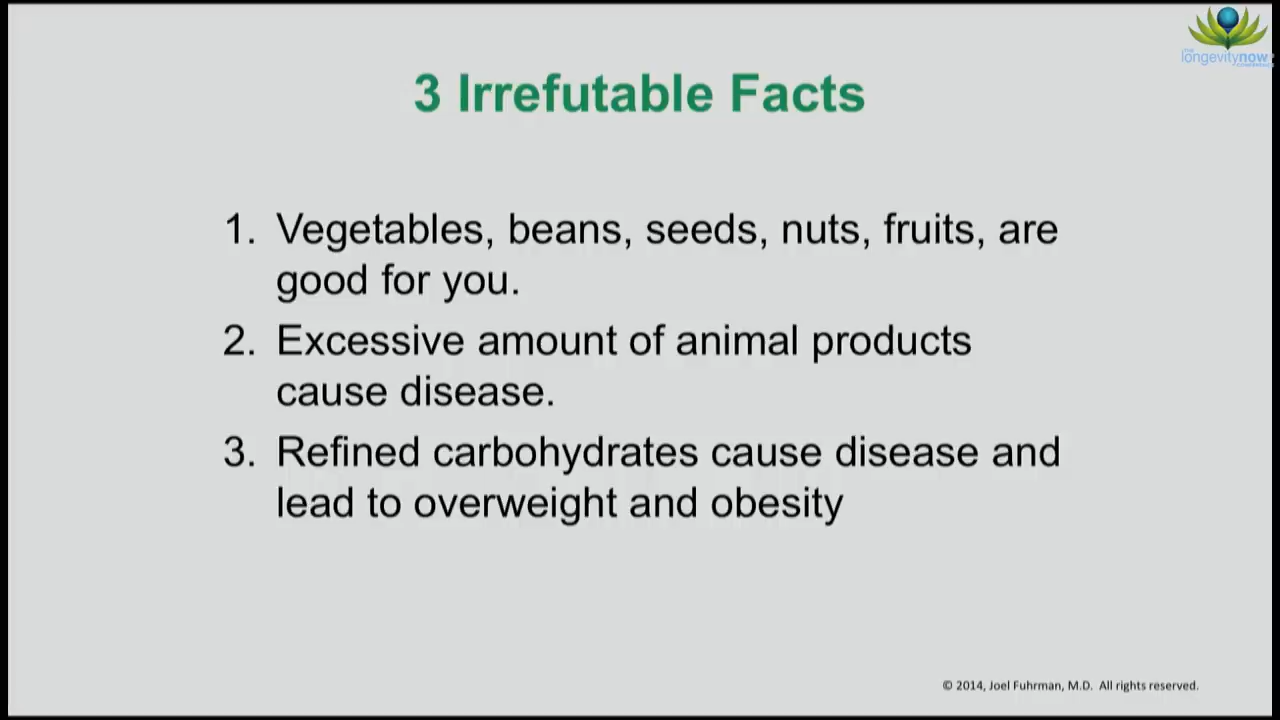 longevitynow
3 Irrefutable Facts
1. Vegetables, beans, seeds, nuts, fruits, are
good for you.
2. Excessive amount of animal products
cause disease.
3. Refined carbohydrates cause disease and
lead to overweight and obesity
© 2014, Joel Fuhrman, M.D. All rights reserved.